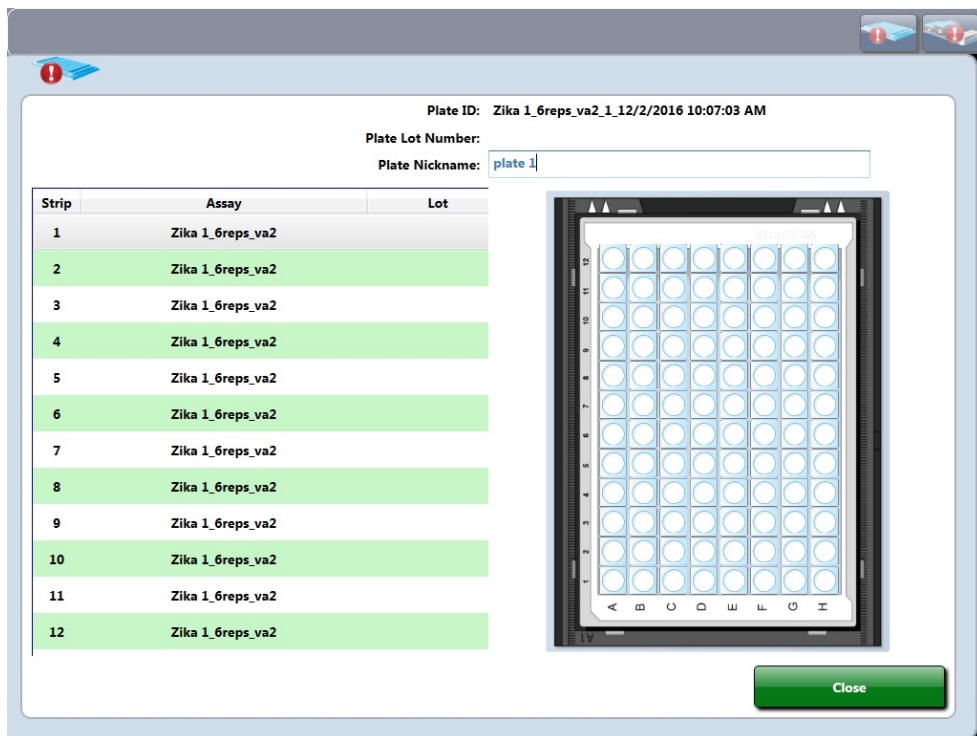 Plate ID: Zika 1_6reps_va2_1_12/2/2016 10:07:03 AM
Plate Lot Number:
Plate Nickname: plate 1
Strip Assay Lot
1 Zika 1_6reps_va2
2 Zika 1_6reps_va2
3 Zika 1_6reps_va2
4 Zika 1_6reps_va2
5 Zika 1_6reps_va2
6 Zika 1_6reps_va2
7 Zika 1_6reps_va2
8 Zika 1_6reps_va2
9 Zika 1_6reps_va2
10 Zika 1_6reps_va2
11 Zika 1_6reps_va2
12 Zika 1_6reps_va2
MICROTITER
12
11
10
9
8
7
6
5
4
3
2
1
A B C D E F G H
A1
Close